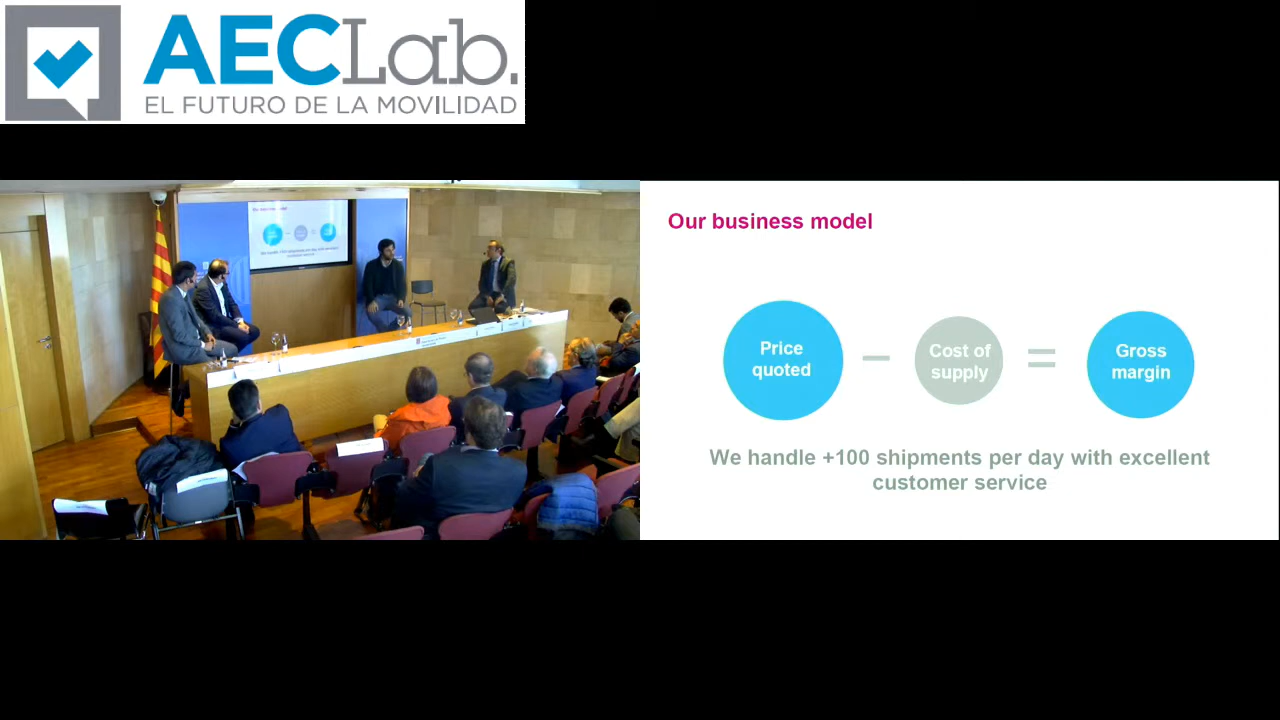 AECLab.
EL FUTURO DE LA MOVILIDAD
Our business model
Price
quoted
Cost of
supply
Gross
margin
We handle +100 shipments per day with excellent
customer service